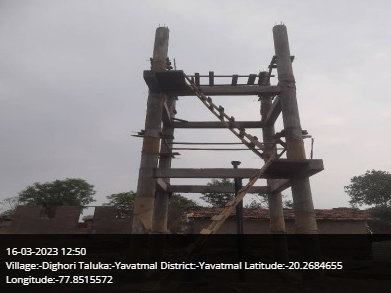 16-03-2023 12:50
Village:-Dighori Taluka:-Yavatmal District:-Yavatmal Latitude:-20.2684655
Longitude:-77.8515572